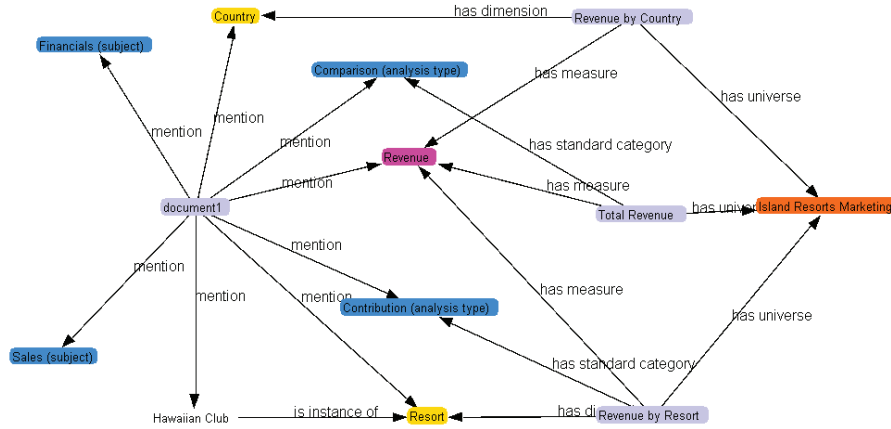 has dimension
Country
Revenue by Country
Financials (subject)
Comparison (analysis type)
has measure
has universe
mention
mention
mention
has standard category
Revenue
mention
has measure
document1
Total Revenue
has univer
Island Resorts Marketing
mention
mention
mention
mention
has measure
Contribution (analysis type)
has universe
Sales (subject)
has standard category
Hawaiian Club
is instance of
Resort
has di
Revenue by Resort